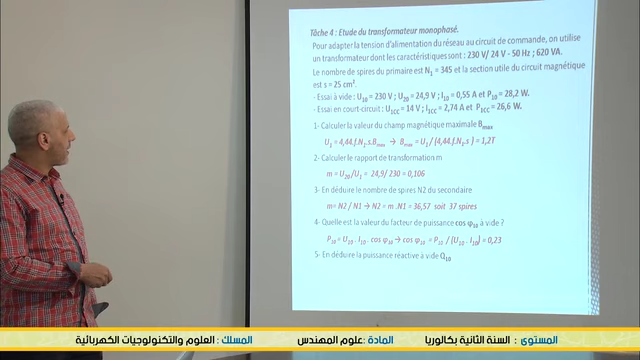 Tâche 4 : Etude du transformateur monophasé.
Pour adapter la tension d'alimentation du réseau au circuit de commande, on utilise
un transformateur dont les caractéristiques sont : 230 V/ 24 V - 50 Hz ; 620 VA.
Le nombre de spires du primaire est N₁ = 345 et la section utile du circuit magnétique
est s = 25 cm².
- Essai à vide : U₁₀ = 230 V ; U₂₀ = 24,9 V ; I₁₀ = 0,55 A et P₁₀ = 28,2 W.
- Essai en court-circuit : U₁CC = 14 V ; I₁CC = 2,74 A et P₁CC = 26,6 W.
1- Calculer la valeur du champ magnétique maximale Bmax
U₁ = 4,44.f.N₁.s.Bmax → Bmax = U₁ / (4,44.f.N₁.s ) = 1,2T
2- Calculer le rapport de transformation m
m = U₂₀/U₁ = 24,9/ 230 = 0,106
3- En déduire le nombre de spires N2 du secondaire
m= N2 / N1 → N2 = m .N1 = 36,57 soit 37 spires
4- Quelle est la valeur du facteur de puissance cos φ₁₀ à vide ?
P₁₀ = U₁₀ . I₁₀ . cos φ₁₀ → cos φ₁₀ = P₁₀ / (U₁₀ . I₁₀) = 0,23
5- En déduire la puissance réactive à vide Q₁₀
المستوى : السنة الثانية بكالوريا المادة : علوم المهندس المسلك : العلوم والتكنولوجيات الكهربائية